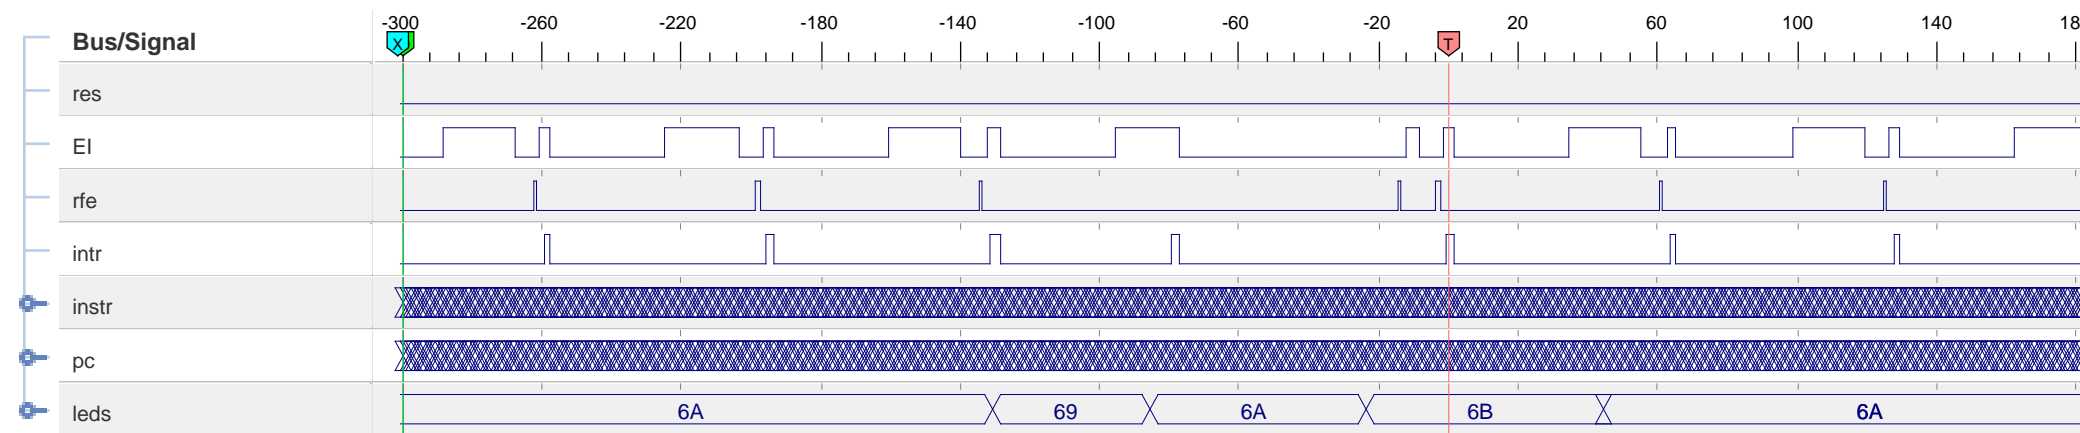 -300 -260 -220 -180 -140 -100 -60 -20 20 60 100 140 18
Bus/Signal X T
res
EI
rfe
intr
instr
pc
leds 6A 69 6A 6B 6A